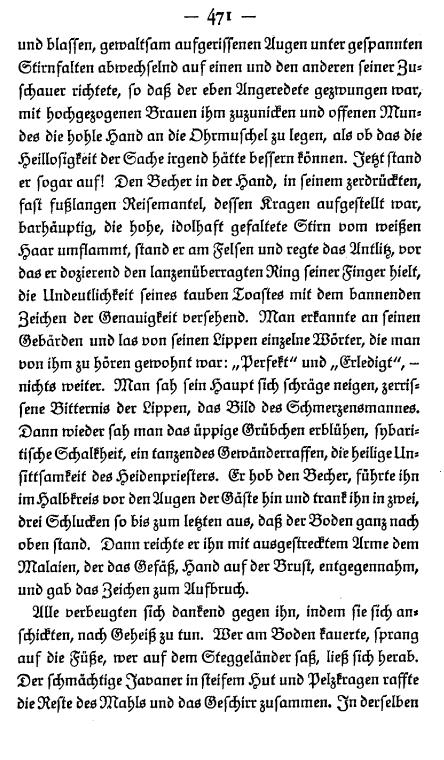 — 471 —
und blassen, gewaltsam aufgerissenen Augen unter gespannten
Stirnfalten abwechselnd auf einen und den anderen seiner Zu-
schauer richtete, so daß der eben Angeredete gezwungen war,
mit hochgezogenen Brauen ihm zuzunicken und offenen Mun-
des die hohle Hand an die Ohrmuschel zu legen, als ob das die
Heillosigkeit der Sache irgend hätte bessern können. Jetzt stand
er sogar auf! Den Becher in der Hand, in seinem zerdrückten,
fast fußlangen Reisemantel, dessen Kragen aufgestellt war,
barhäuptig, die hohe, idolhaft gefaltete Stirn vom weißen
Haar umflammt, stand er am Felsen und regte das Antlitz, vor
das er dozierend den lanzenüberragten Ring seiner Finger hielt,
die Undeutlichkeit seines tauben Toastes mit dem bannenden
Zeichen der Genauigkeit versehend. Man erkannte an seinen
Gebärden und las von seinen Lippen einzelne Wörter, die man
von ihm zu hören gewohnt war: „Perfekt“ und „Erledigt“, –
nichts weiter. Man sah sein Haupt sich schräge neigen, zerris-
sene Bitternis der Lippen, das Bild des Schmerzensmannes.
Dann wieder sah man das üppige Grübchen erblühen, sybari-
tische Schalkheit, ein tanzendes Gewänderraffen, die heilige Un-
sittsamkeit des Heidenpriesters. Er hob den Becher, führte ihn
im Halbkreis vor den Augen der Gäste hin und trank ihn in zwei,
drei Schlucken so bis zum letzten aus, daß der Boden ganz nach
oben stand. Dann reichte er ihn mit ausgestrecktem Arme dem
Malaien, der das Gefäß, Hand auf der Brust, entgegennahm,
und gab das Zeichen zum Aufbruch.
Alle verbeugten sich dankend gegen ihn, indem sie sich an-
schickten, nach Geheiß zu tun. Wer am Boden kauerte, sprang
auf die Füße, wer auf dem Steggeländer saß, ließ sich herab.
Der schmächtige Javaner in steifem Hut und Pelzkragen raffte
die Reste des Mahls und das Geschirr zusammen. In derselben